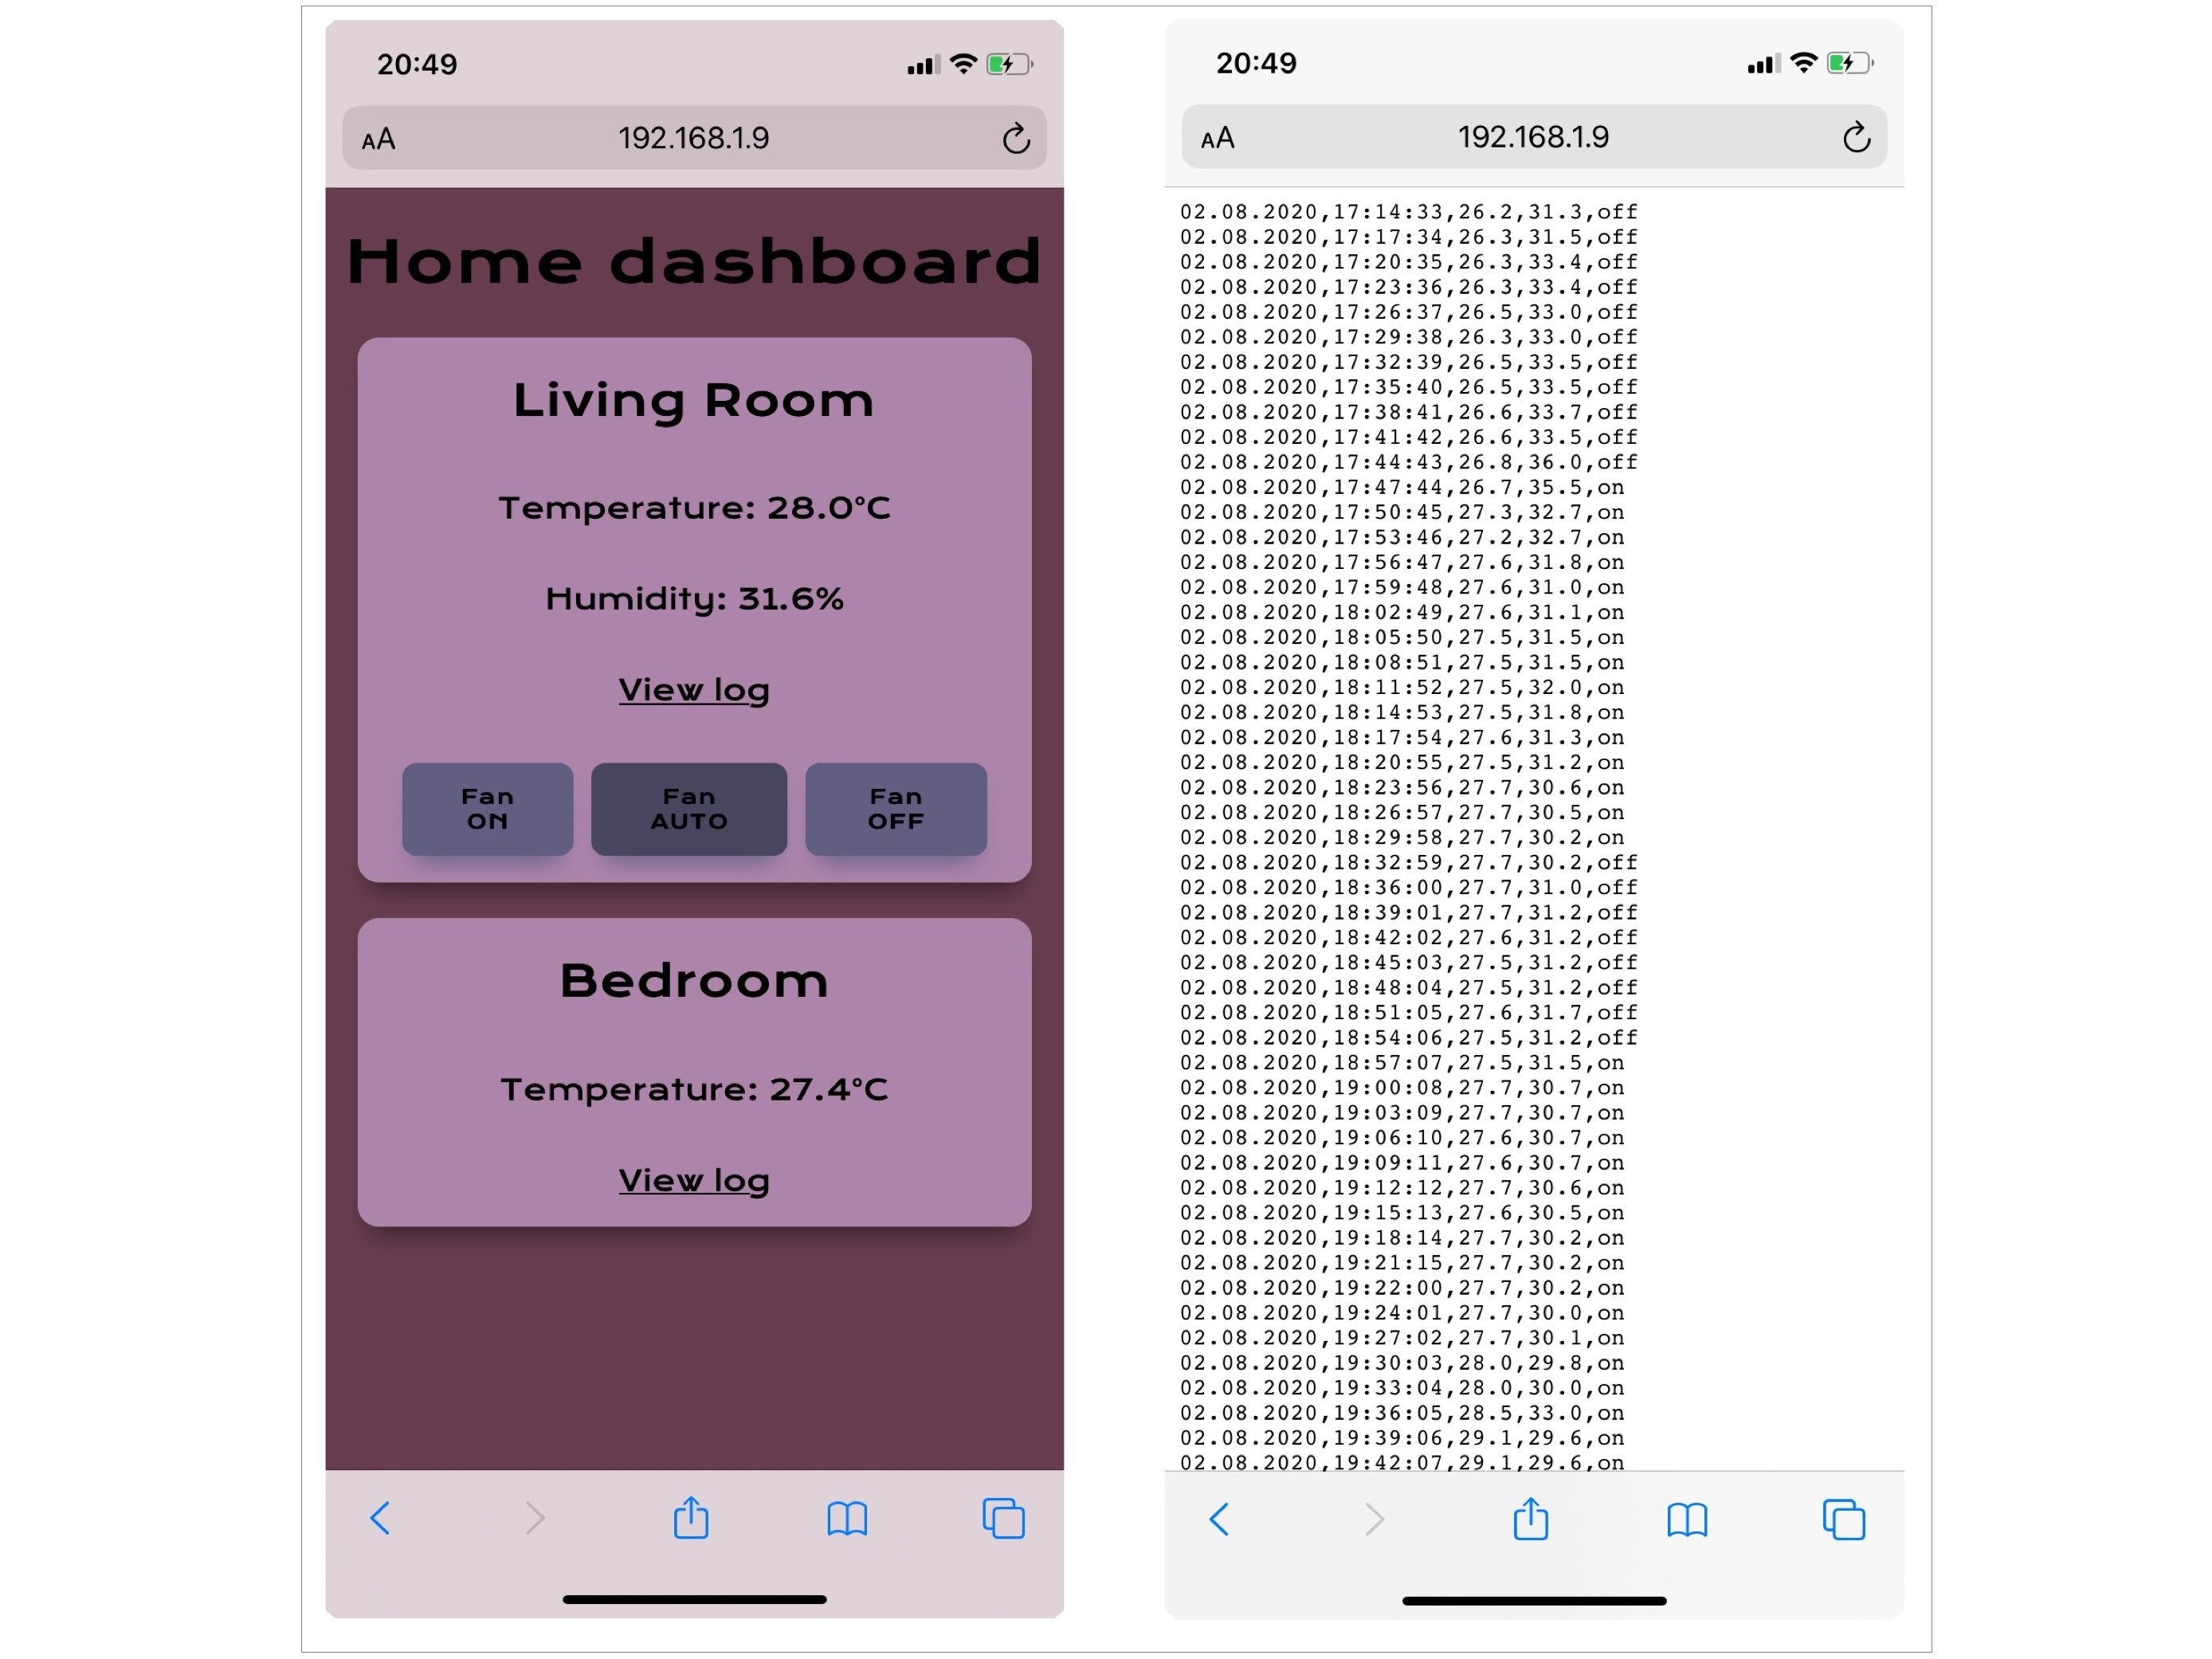 20:49
AA 192.168.1.9
Home dashboard
Living Room
Temperature: 28.0°C
Humidity: 31.6%
View log
Fan ON
Fan AUTO
Fan OFF
Bedroom
Temperature: 27.4°C
View log
20:49
AA 192.168.1.9
02.08.2020,17:14:33,26.2,31.3,off
02.08.2020,17:17:34,26.3,31.5,off
02.08.2020,17:20:35,26.3,33.4,off
02.08.2020,17:23:36,26.3,33.4,off
02.08.2020,17:26:37,26.5,33.0,off
02.08.2020,17:29:38,26.3,33.0,off
02.08.2020,17:32:39,26.5,33.5,off
02.08.2020,17:35:40,26.5,33.5,off
02.08.2020,17:38:41,26.6,33.7,off
02.08.2020,17:41:42,26.6,33.5,off
02.08.2020,17:44:43,26.8,36.0,off
02.08.2020,17:47:44,26.7,35.5,on
02.08.2020,17:50:45,27.3,32.7,on
02.08.2020,17:53:46,27.2,32.7,on
02.08.2020,17:56:47,27.6,31.8,on
02.08.2020,17:59:48,27.6,31.0,on
02.08.2020,18:02:49,27.6,31.1,on
02.08.2020,18:05:50,27.5,31.5,on
02.08.2020,18:08:51,27.5,31.5,on
02.08.2020,18:11:52,27.5,32.0,on
02.08.2020,18:14:53,27.5,31.8,on
02.08.2020,18:17:54,27.6,31.3,on
02.08.2020,18:20:55,27.5,31.2,on
02.08.2020,18:23:56,27.7,30.6,on
02.08.2020,18:26:57,27.7,30.5,on
02.08.2020,18:29:58,27.7,30.2,on
02.08.2020,18:32:59,27.7,30.2,off
02.08.2020,18:36:00,27.7,31.0,off
02.08.2020,18:39:01,27.7,31.2,off
02.08.2020,18:42:02,27.6,31.2,off
02.08.2020,18:45:03,27.5,31.2,off
02.08.2020,18:48:04,27.5,31.2,off
02.08.2020,18:51:05,27.6,31.7,off
02.08.2020,18:54:06,27.5,31.2,off
02.08.2020,18:57:07,27.5,31.5,on
02.08.2020,19:00:08,27.7,30.7,on
02.08.2020,19:03:09,27.7,30.7,on
02.08.2020,19:06:10,27.6,30.7,on
02.08.2020,19:09:11,27.6,30.7,on
02.08.2020,19:12:12,27.7,30.6,on
02.08.2020,19:15:13,27.6,30.5,on
02.08.2020,19:18:14,27.7,30.2,on
02.08.2020,19:21:15,27.7,30.2,on
02.08.2020,19:22:00,27.7,30.2,on
02.08.2020,19:24:01,27.7,30.0,on
02.08.2020,19:27:02,27.7,30.1,on
02.08.2020,19:30:03,28.0,29.8,on
02.08.2020,19:33:04,28.0,30.0,on
02.08.2020,19:36:05,28.5,33.0,on
02.08.2020,19:39:06,29.1,29.6,on
02.08.2020,19:42:07,29.1,29.6,on